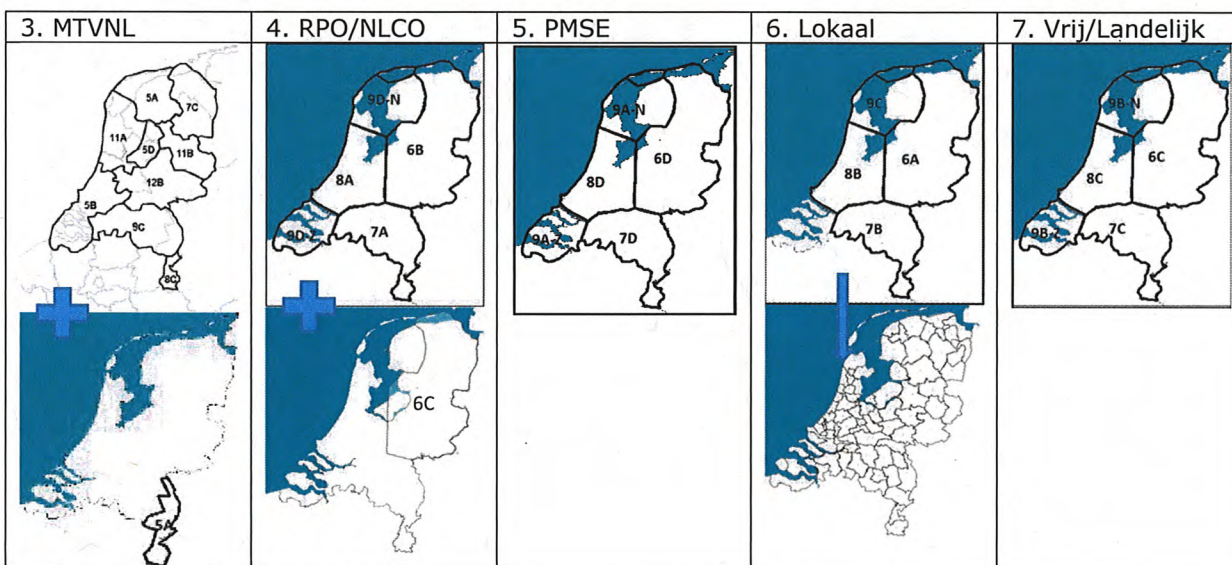 3. MTVNL
4. RPO/NLCO
5. PMSE
6. Lokaal
7. Vrij/Landelijk
5A
7C
11A
5D
11B
12B
5B
9C
8C
9D-N
6B
8A
9D-Z
7A
9A-N
6D
8D
9A-Z
7D
9C
6A
8B
7B
9B-N
6C
8C
9B-Z
7C
5A
6C